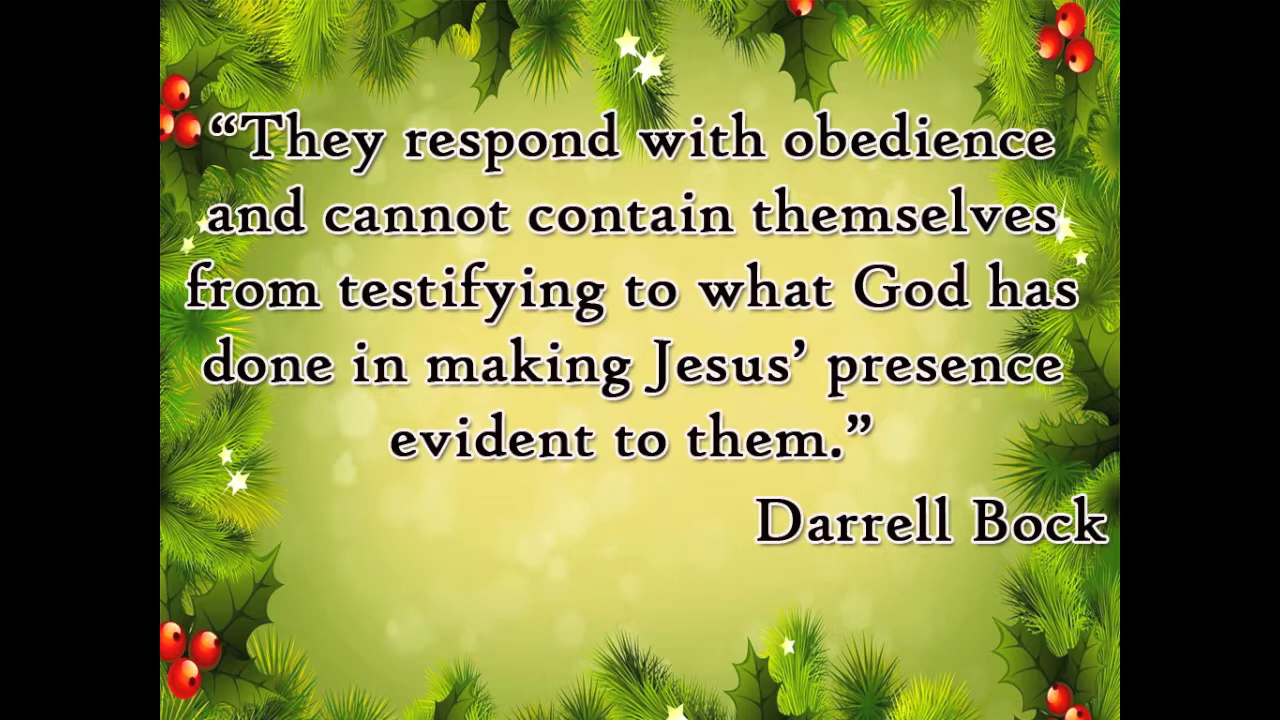 “They respond with obedience
and cannot contain themselves
from testifying to what God has
done in making Jesus’ presence
evident to them.”
Darrell Bock